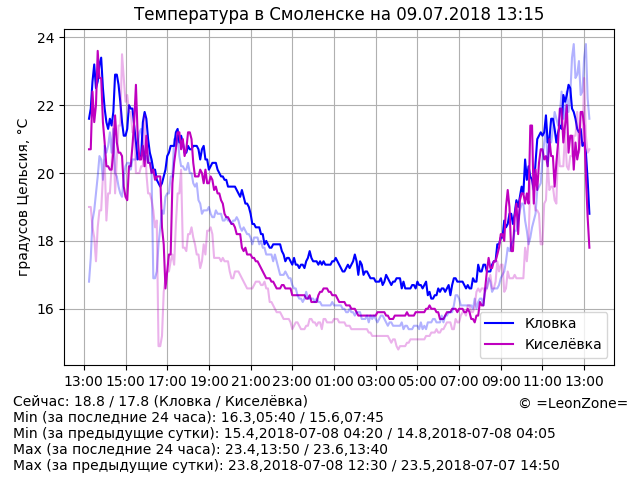 Температура в Смоленске на 09.07.2018 13:15
градусов Цельсия, °C
24
22
20
18
16
13:00 15:00 17:00 19:00 21:00 23:00 01:00 03:00 05:00 07:00 09:00 11:00 13:00
Кловка
Киселёвка
© =LeonZone=
Сейчас: 18.8 / 17.8 (Кловка / Киселёвка)
Min (за последние 24 часа): 16.3,05:40 / 15.6,07:45
Min (за предыдущие сутки): 15.4,2018-07-08 04:20 / 14.8,2018-07-08 04:05
Max (за последние 24 часа): 23.4,13:50 / 23.6,13:40
Max (за предыдущие сутки): 23.8,2018-07-08 12:30 / 23.5,2018-07-07 14:50